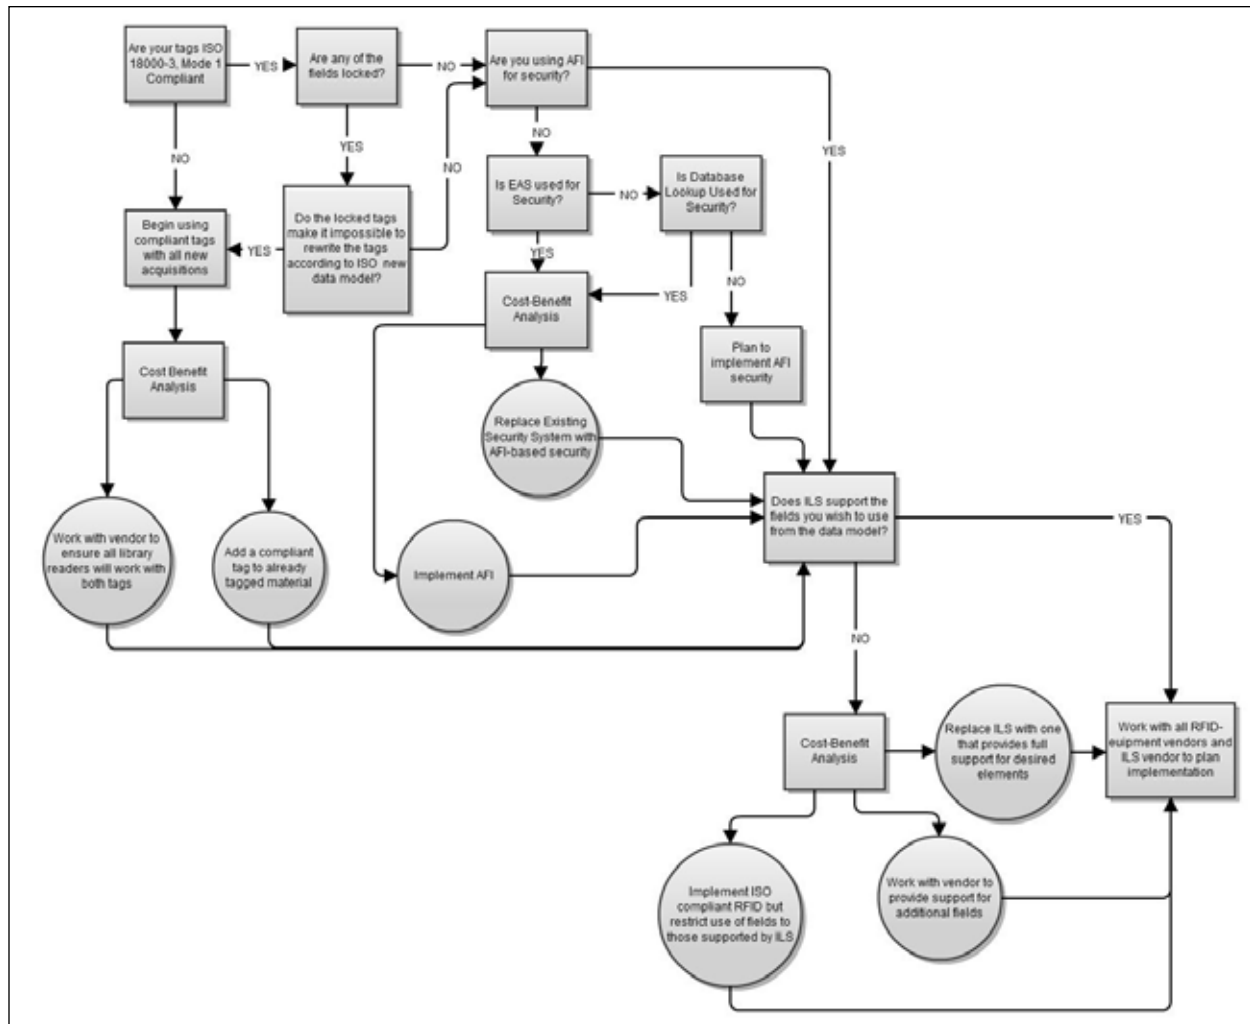 Are your tags ISO
18000-3, Mode 1
Compliant
YES
Are any of the
fields locked?
NO
Are you using AFI
for security?
NO
YES
NO
NO
YES
Is EAS used for
Security?
NO
Is Database
Lookup Used for
Security?
Begin using
compliant tags
with all new
acquisitions
YES
Do the locked tags
make it impossible to
rewrite the tags
according to ISO new
data model?
YES
YES
NO
Cost-Benefit
Analysis
Plan to
implement AFI
security
Cost Benefit
Analysis
Replace Existing
Security System with
AFI-based security
Does ILS support the
fields you wish to use
from the data model?
YES
Work with vendor to
ensure all library
readers will work with
both tags
Add a compliant
tag to already
tagged material
Implement AFI
NO
Cost-Benefit
Analysis
Replace ILS with one
that provides full
support for desired
elements
Work with all RFID-
euipment vendors and
ILS vendor to plan
implementation
Implement ISO
compliant RFID but
restrict use of fields to
those supported by ILS
Work with vendor to
provide support for
additional fields